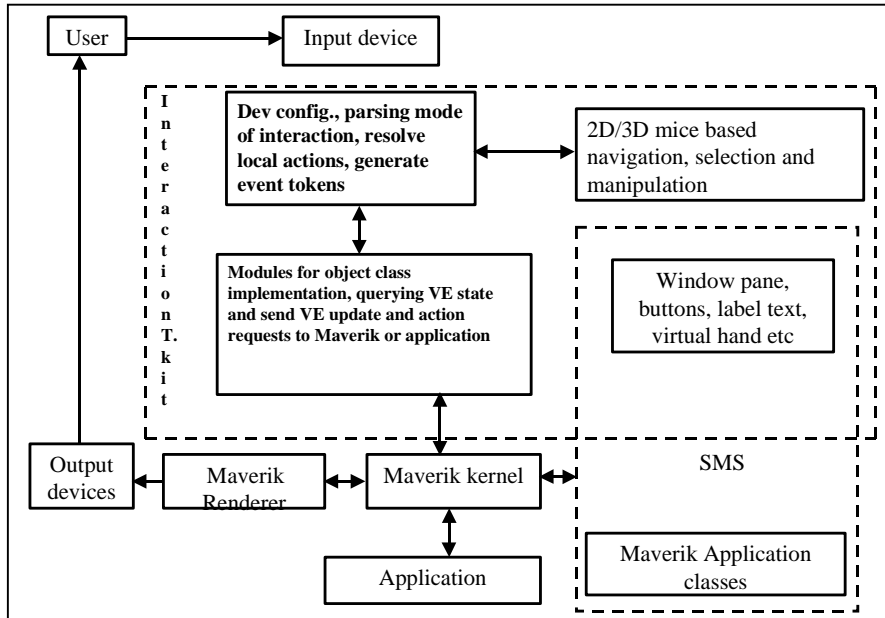 User
Input device
Interaction T.kit
Dev config., parsing mode
of interaction, resolve
local actions, generate
event tokens
2D/3D mice based
navigation, selection and
manipulation
Modules for object class
implementation, querying VE state
and send VE update and action
requests to Maverik or application
Window pane,
buttons, label text,
virtual hand etc
Output
devices
Maverik
Renderer
Maverik kernel
SMS
Application
Maverik Application
classes